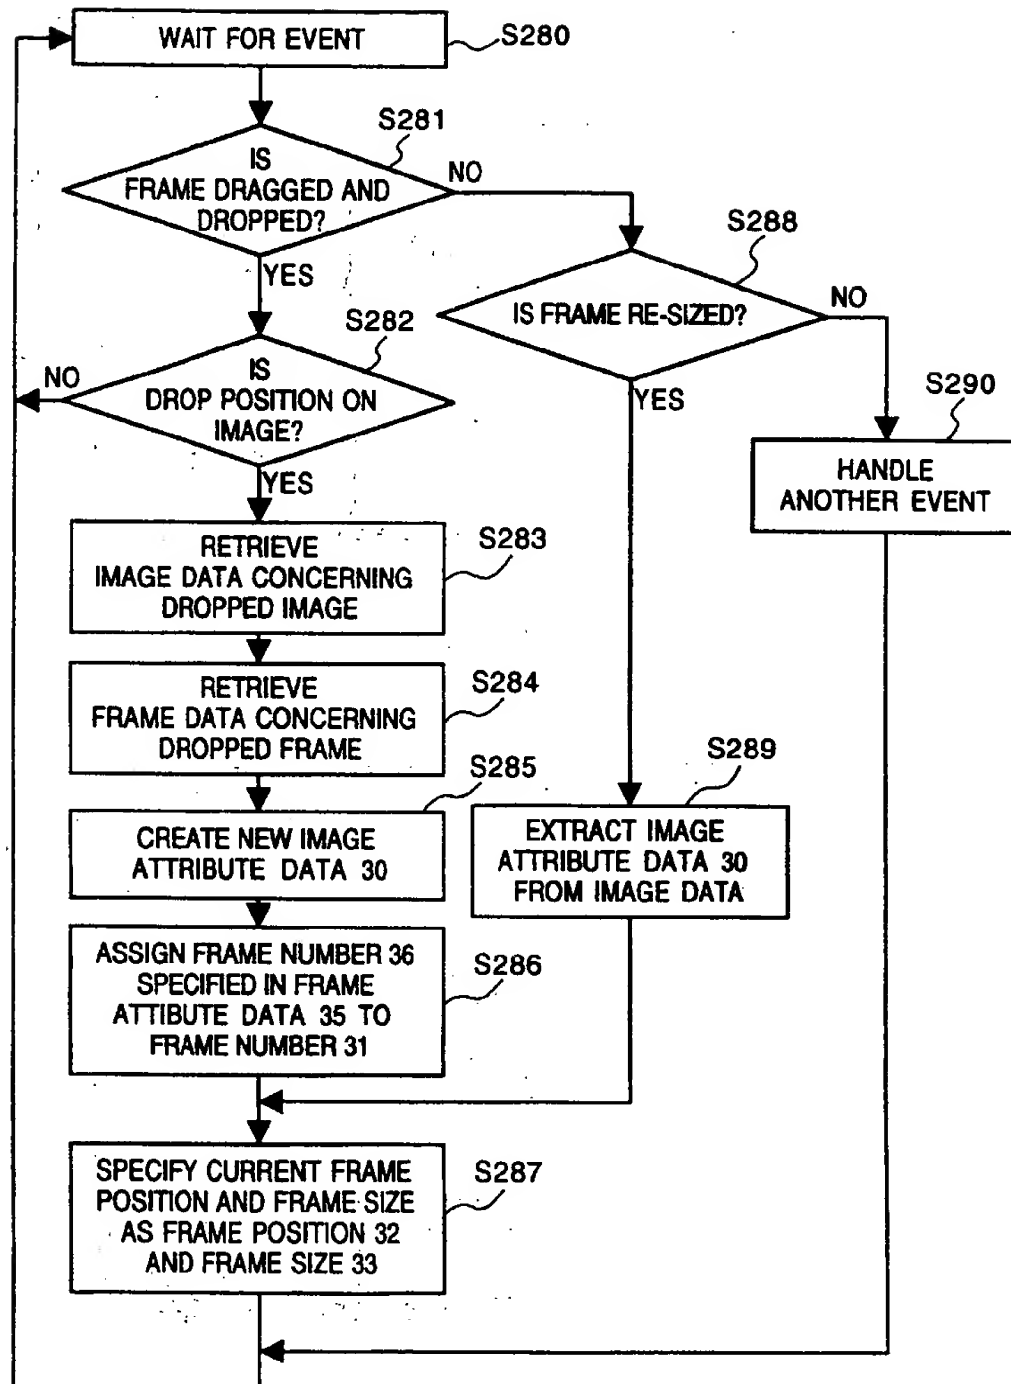 WAIT FOR EVENT
S280
S281
IS
FRAME DRAGGED AND
DROPPED?
NO
YES
S288
IS FRAME RE-SIZED?
NO
YES
S282
IS
DROP POSITION ON
IMAGE?
NO
YES
S290
HANDLE
ANOTHER EVENT
RETRIEVE
IMAGE DATA CONCERNING
DROPPED IMAGE
S283
RETRIEVE
FRAME DATA CONCERNING
DROPPED FRAME
S284
S285
CREATE NEW IMAGE
ATTRIBUTE DATA 30
S289
EXTRACT IMAGE
ATTRIBUTE DATA 30
FROM IMAGE DATA
ASSIGN FRAME NUMBER 36
SPECIFIED IN FRAME
ATTIBUTE DATA 35 TO
FRAME NUMBER 31
S286
SPECIFY CURRENT FRAME
POSITION AND FRAME SIZE
AS FRAME POSITION 32
AND FRAME SIZE 33
S287